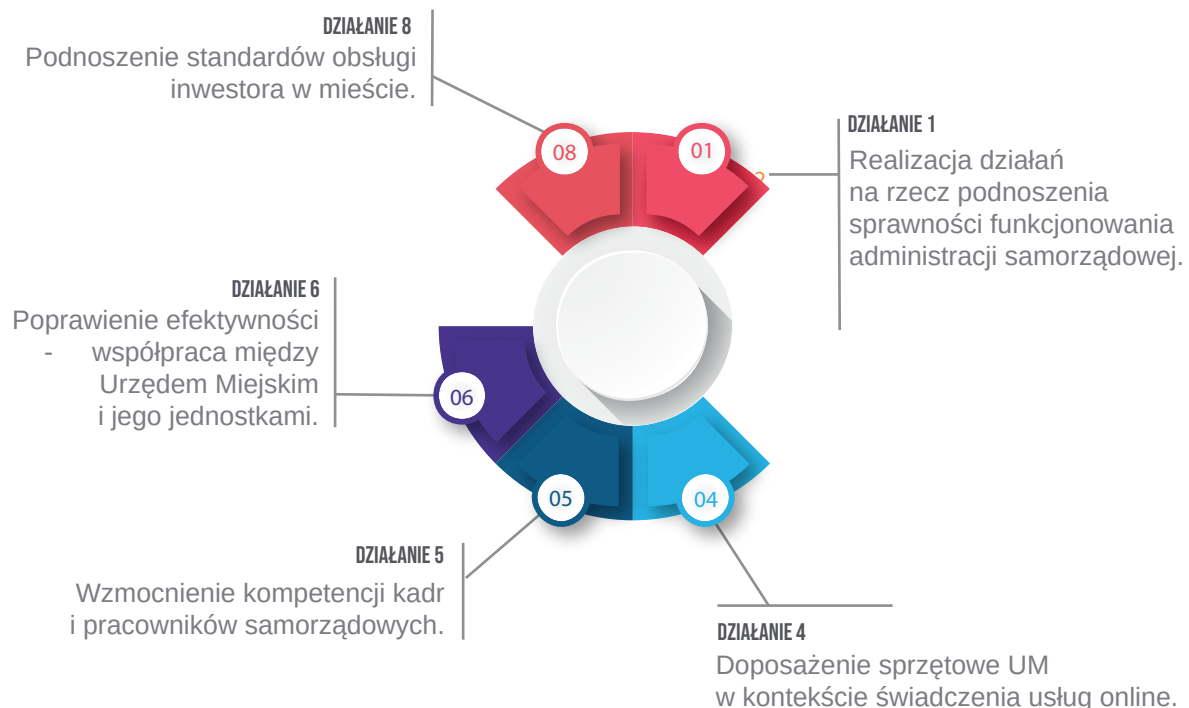 DZIAŁANIE 8
Podnoszenie standardów obsługi
inwestora w mieście.
08
01
DZIAŁANIE 1
Realizacja działań
na rzecz podnoszenia
sprawności funkcjonowania
administracji samorządowej.
DZIAŁANIE 6
Poprawienie efektywności
- współpraca między
Urzędem Miejskim
i jego jednostkami.
06
05
04
DZIAŁANIE 5
Wzmocnienie kompetencji kadr
i pracowników samorządowych.
DZIAŁANIE 4
Doposażenie sprzętowe UM
w kontekście świadczenia usług online.